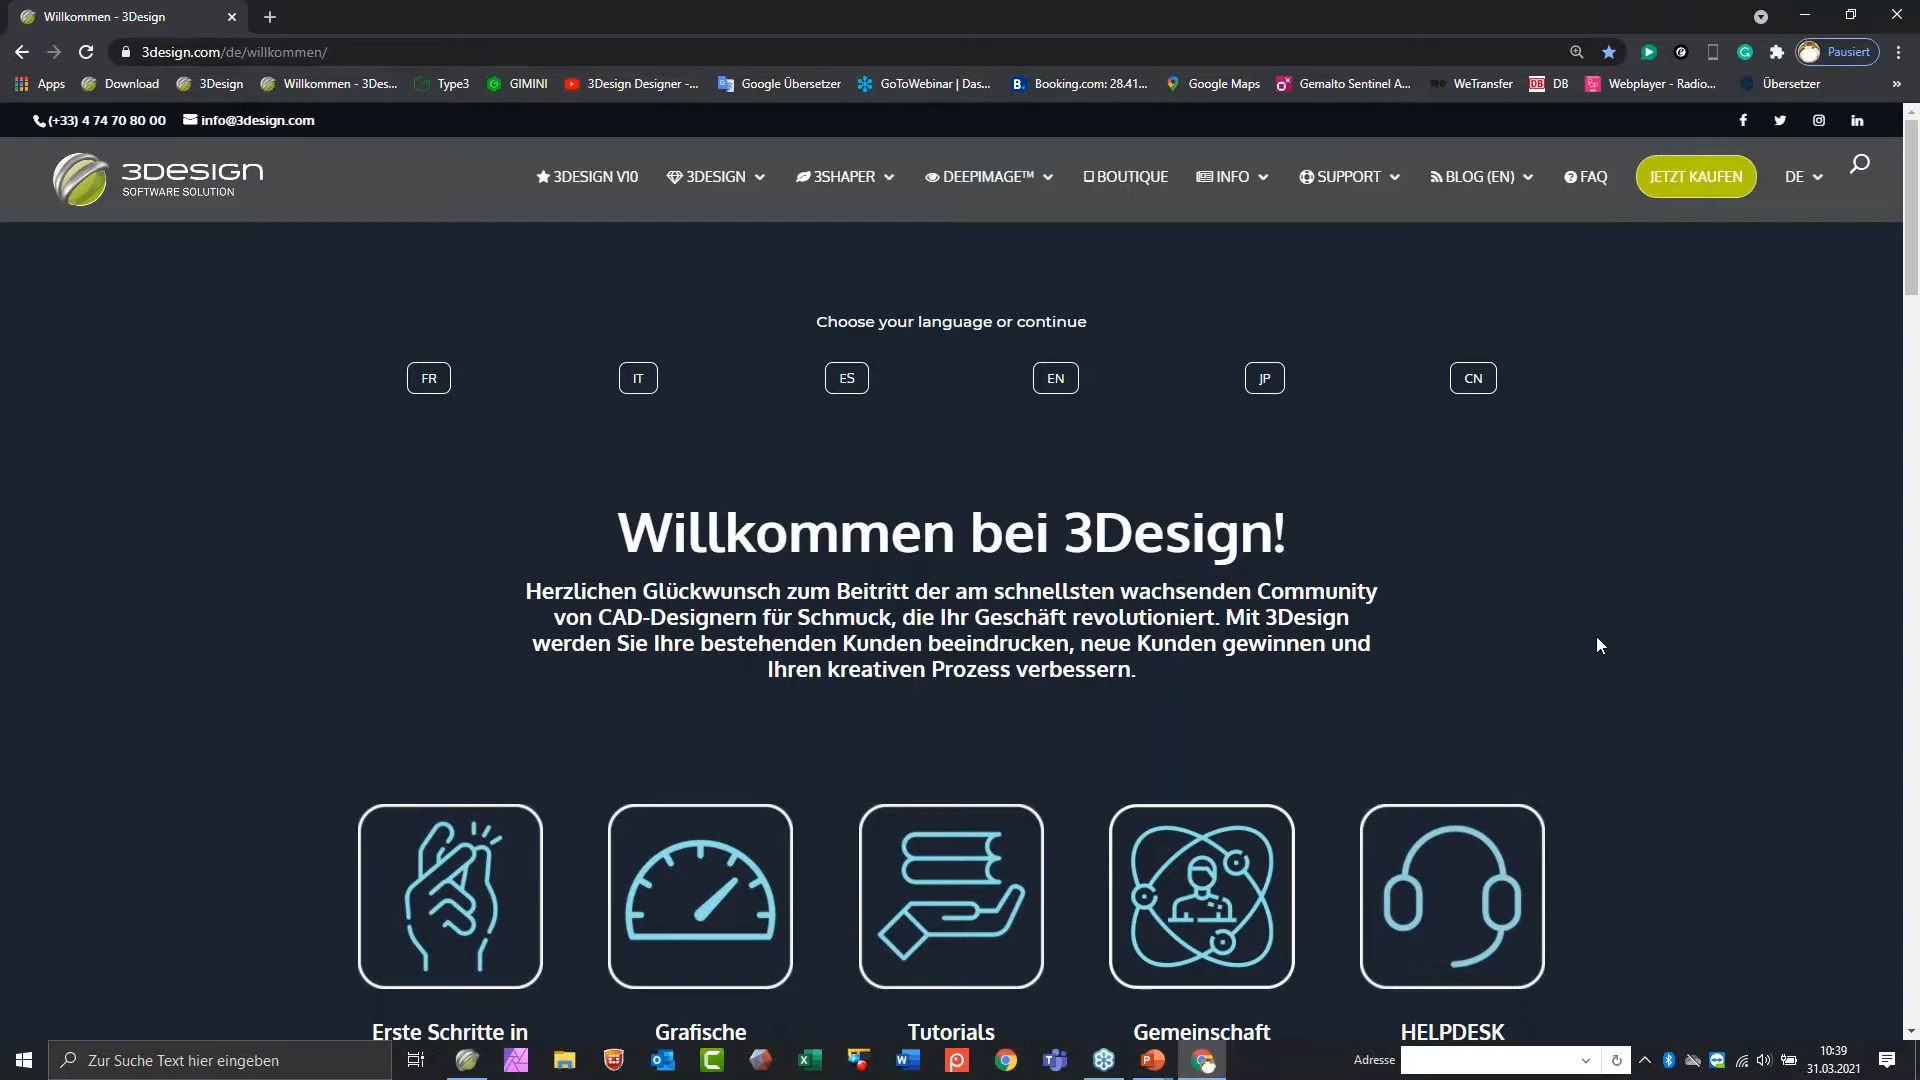 Willkommen - 3Design
3design.com/de/willkommen/
Pausiert
Apps
Download
3Design
Willkommen - 3Des...
Type3
GIMINI
3Design Designer -...
Google Übersetzer
GoToWebinar | Das...
Booking.com: 28.41...
Google Maps
Gemalto Sentinel A...
WeTransfer
DB
Webplayer - Radio...
Übersetzer
(+33) 4 74 70 80 00
info@3design.com
3DESIGN
SOFTWARE SOLUTION
3DESIGN V10
3DESIGN
3SHAPER
DEEPIMAGE™
BOUTIQUE
INFO
SUPPORT
BLOG (EN)
FAQ
JETZT KAUFEN
DE
Choose your language or continue
FR
IT
ES
EN
JP
CN
Willkommen bei 3Design!
Herzlichen Glückwunsch zum Beitritt der am schnellsten wachsenden Community
von CAD-Designern für Schmuck, die Ihr Geschäft revolutioniert. Mit 3Design
werden Sie Ihre bestehenden Kunden beeindrucken, neue Kunden gewinnen und
Ihren kreativen Prozess verbessern.
Erste Schritte in
Grafische
Tutorials
Gemeinschaft
HELPDESK
Zur Suche Text hier eingeben
Adresse
10:39
31.03.2021